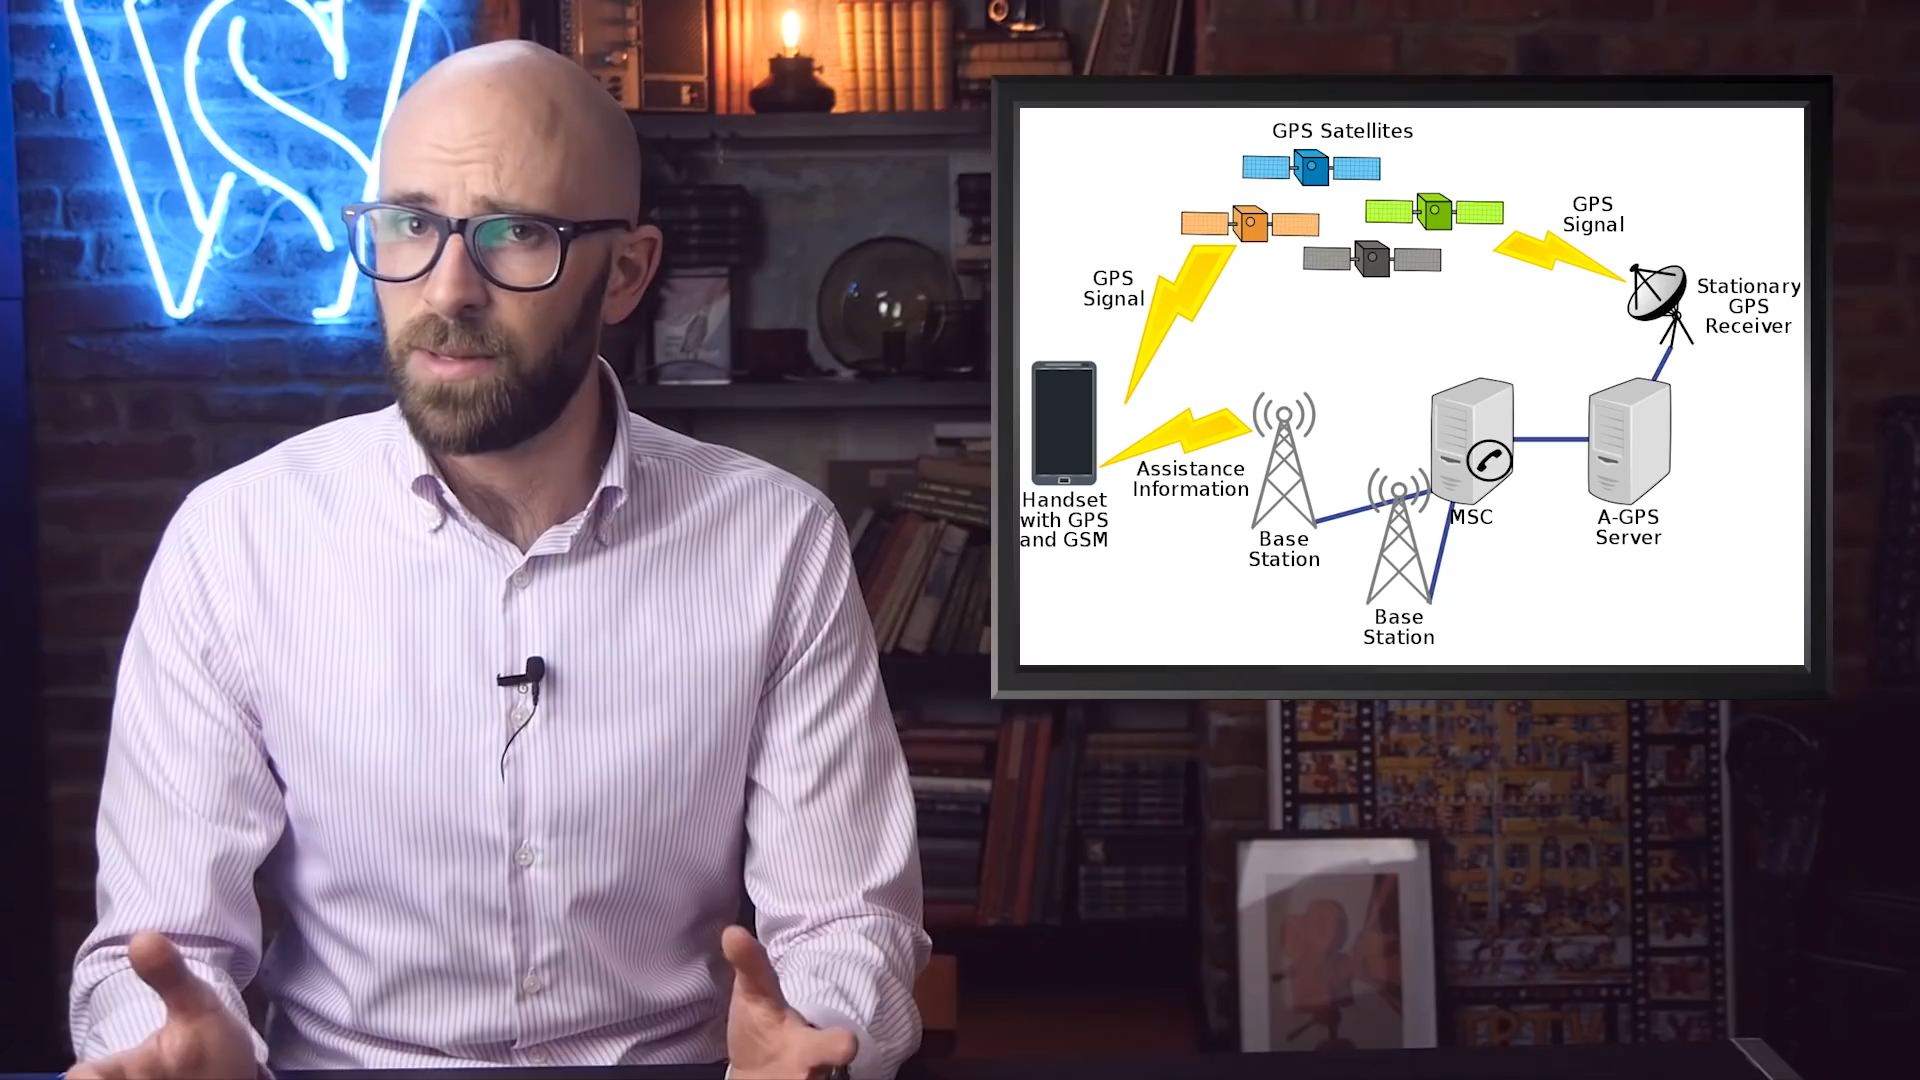 VS
GPS Satellites
GPS
Signal
GPS
Signal
Stationary
GPS
Receiver
Assistance
Information
Handset
with GPS
and GSM
Base
Station
MSC
A-GPS
Server
Base
Station